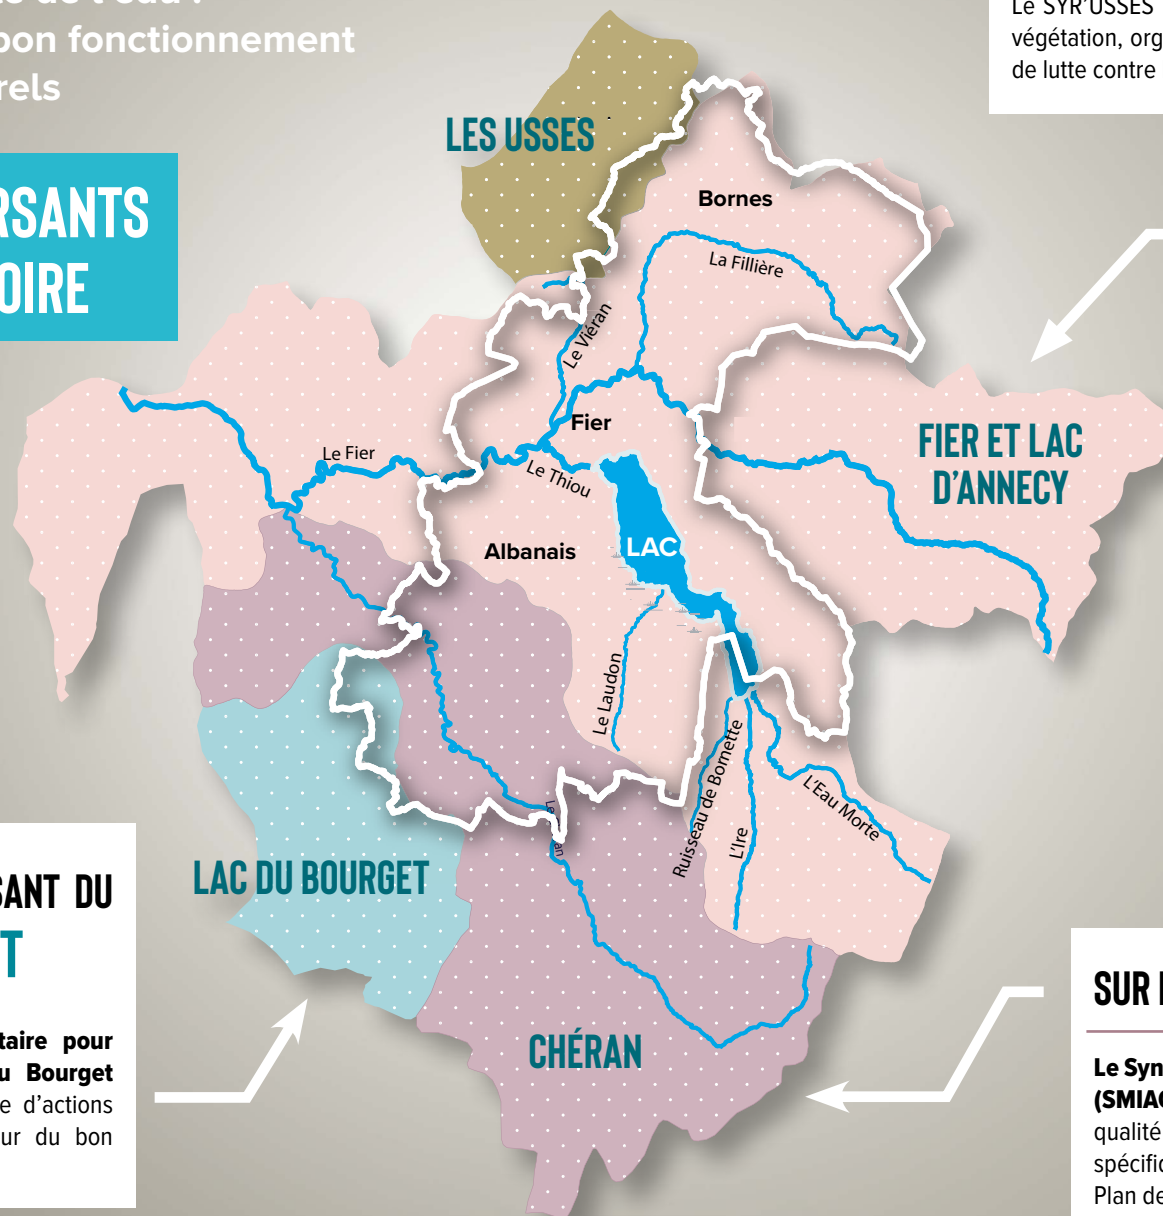 bon fonctionnement
Le SYR'USSES
végétation, org
de lutte contre
RSANTS
OIRE
LES USSES
Bornes
La Fillière
Le Viéran
Fier
Le Fier
Le Thiou
FIER ET LAC
D'ANNECY
Albanais
LAC
Le Laudon
Ruisseau de Bornette
L'Ire
L'Eau Morte
LAC DU BOURGET
CHÉRAN
SANT DU
T
taire pour
u Bourget
e d'actions
ur du bon
SUR
Le Syn
(SMIAC
qualité
spécific
Plan de